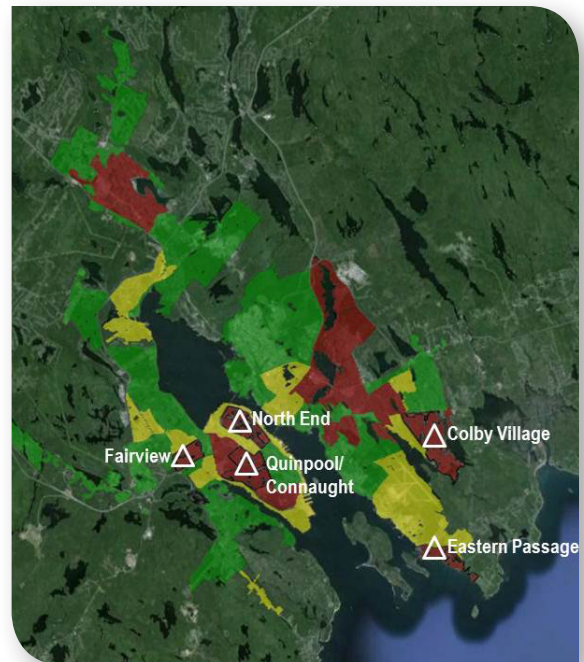 North End
Colby Village
Fairview
Quinpool/
Connaught
Eastern Passage